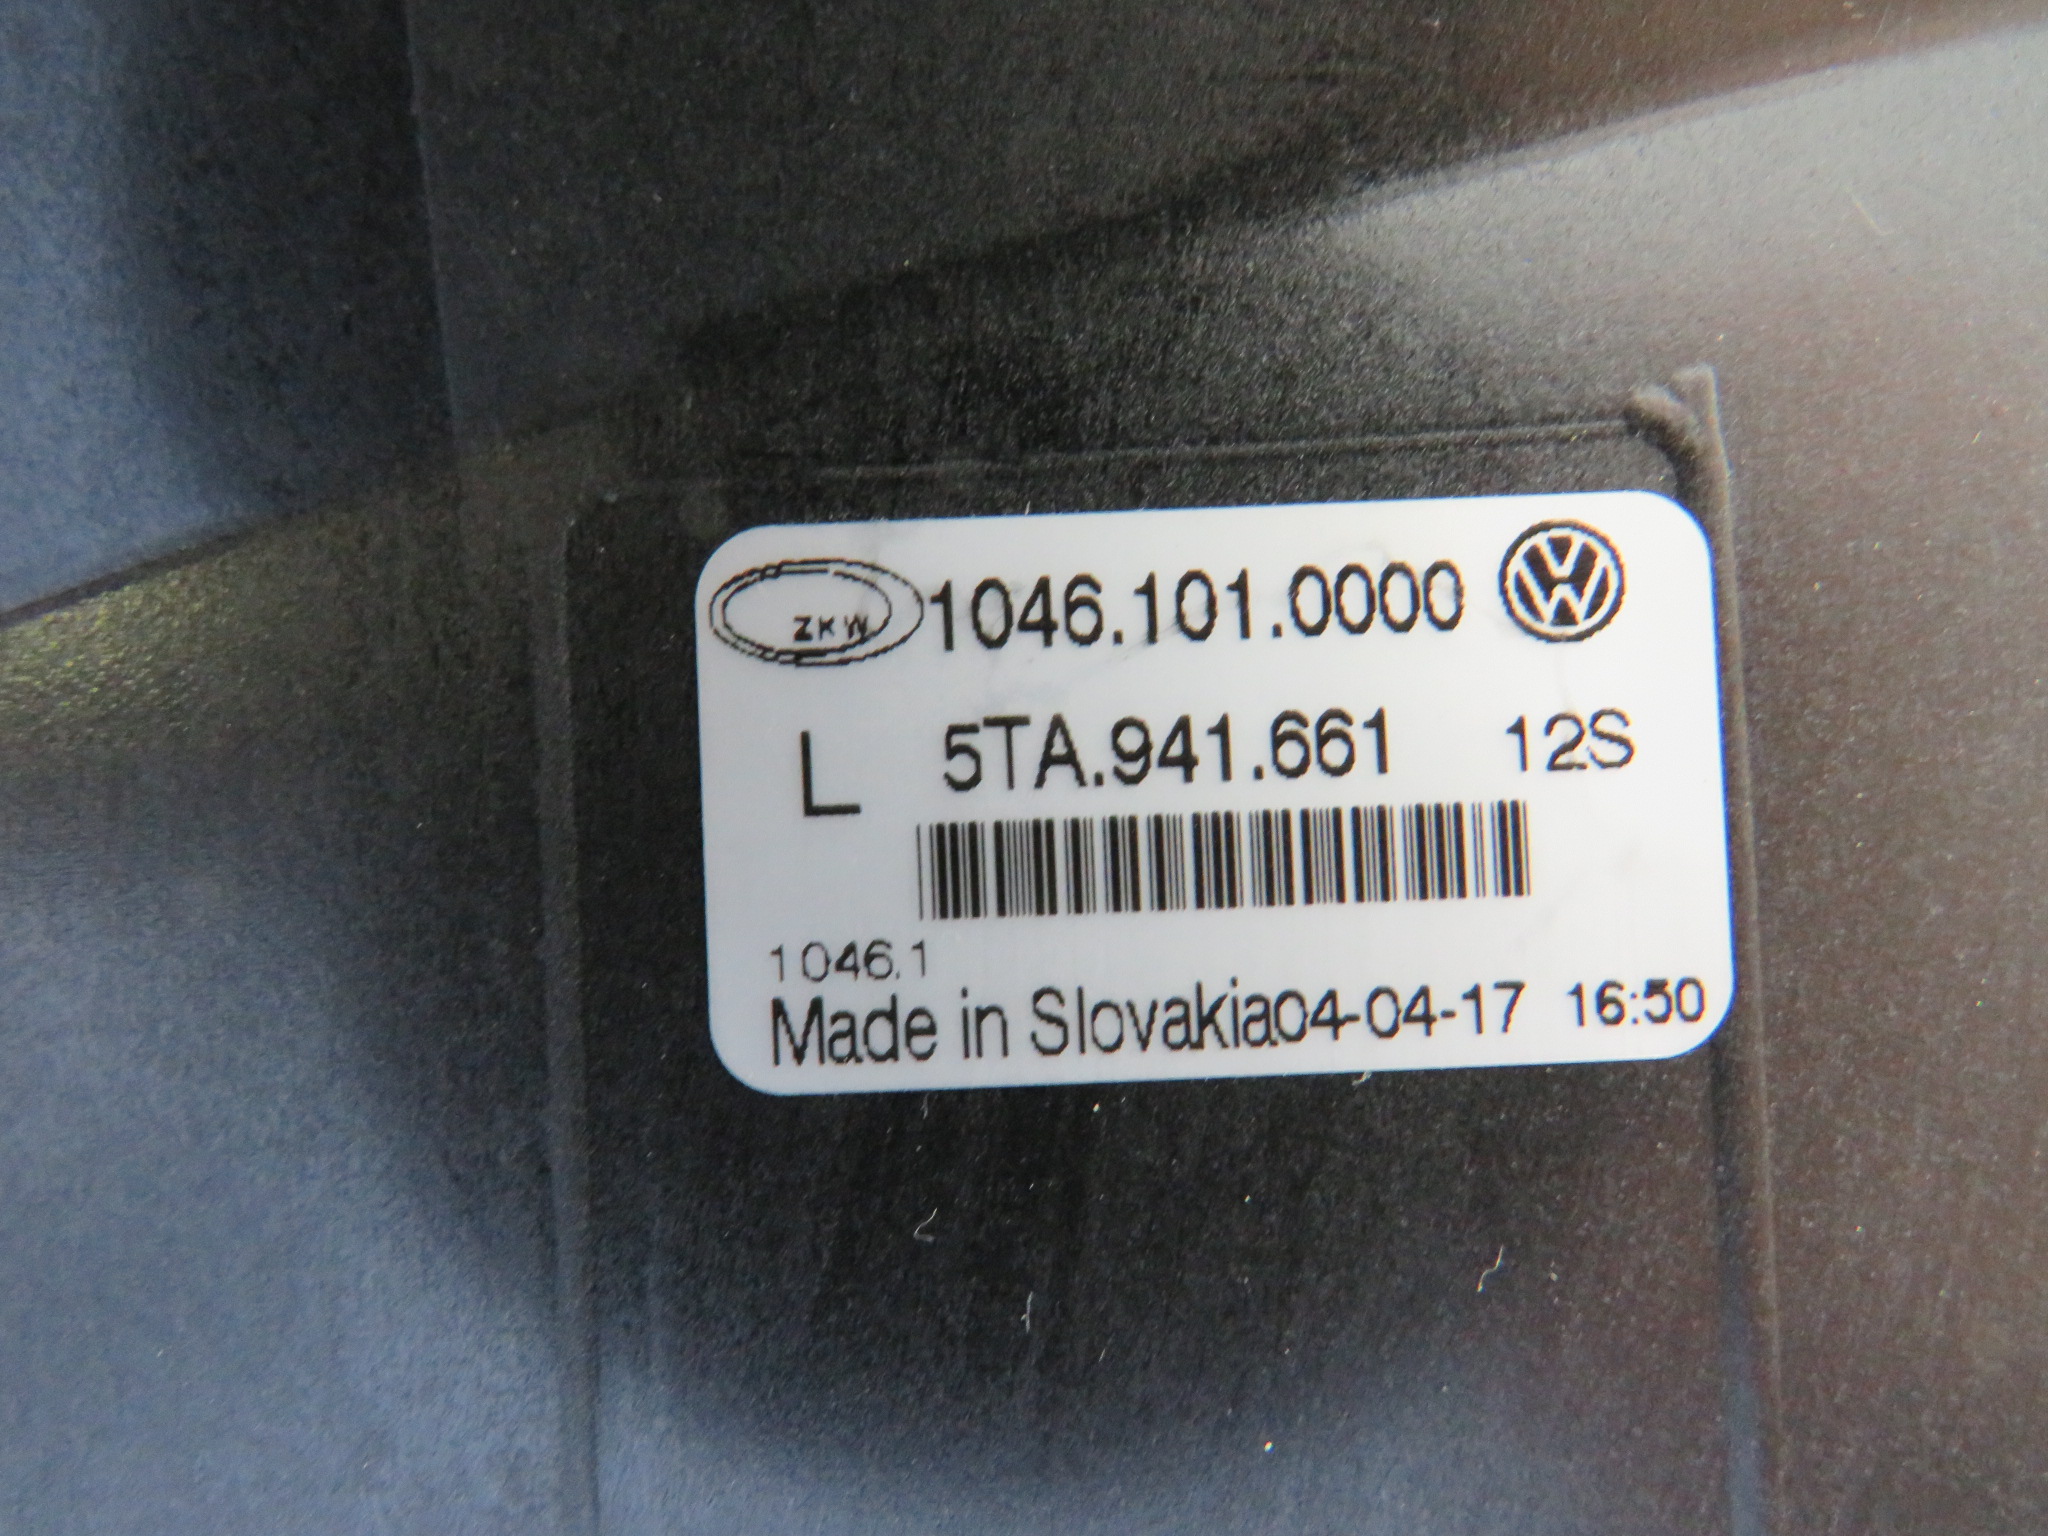 ZKW 1046.101.0000
L 5TA.941.661 12S
1046.1
Made in Slovakia04-04-17 16:50